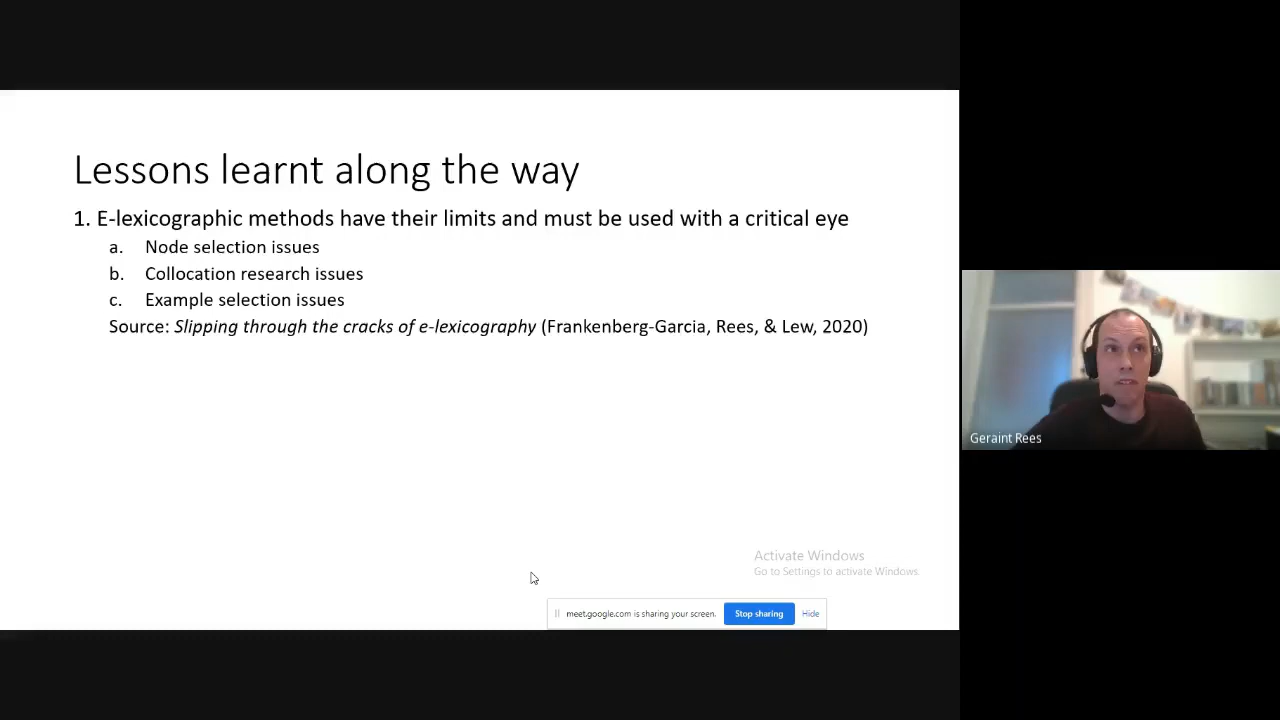 Lessons learnt along the way
1. E-lexicographic methods have their limits and must be used with a critical eye
a. Node selection issues
b. Collocation research issues
c. Example selection issues
Source: Slipping through the cracks of e-lexicography (Frankenberg-Garcia, Rees, & Lew, 2020)
Geraint Rees
Activate Windows
Go to Settings to activate Windows.
meet.google.com is sharing your screen. Stop sharing Hide